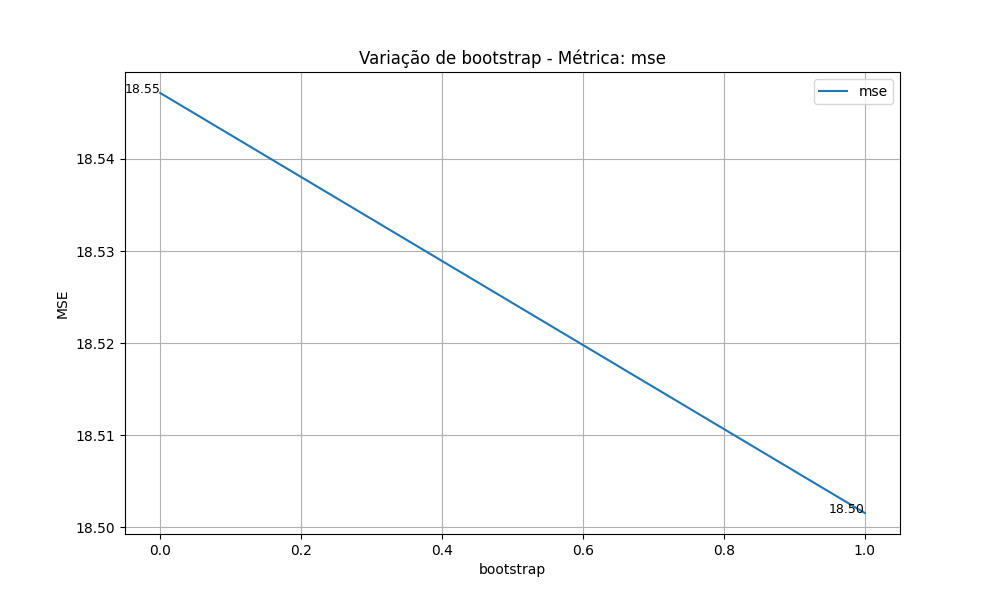 Variação de bootstrap - Métrica: mse
18.55
mse
18.54
18.53
18.52
18.51
18.50
MSE
18.50
0.0 0.2 0.4 0.6 0.8 1.0
bootstrap